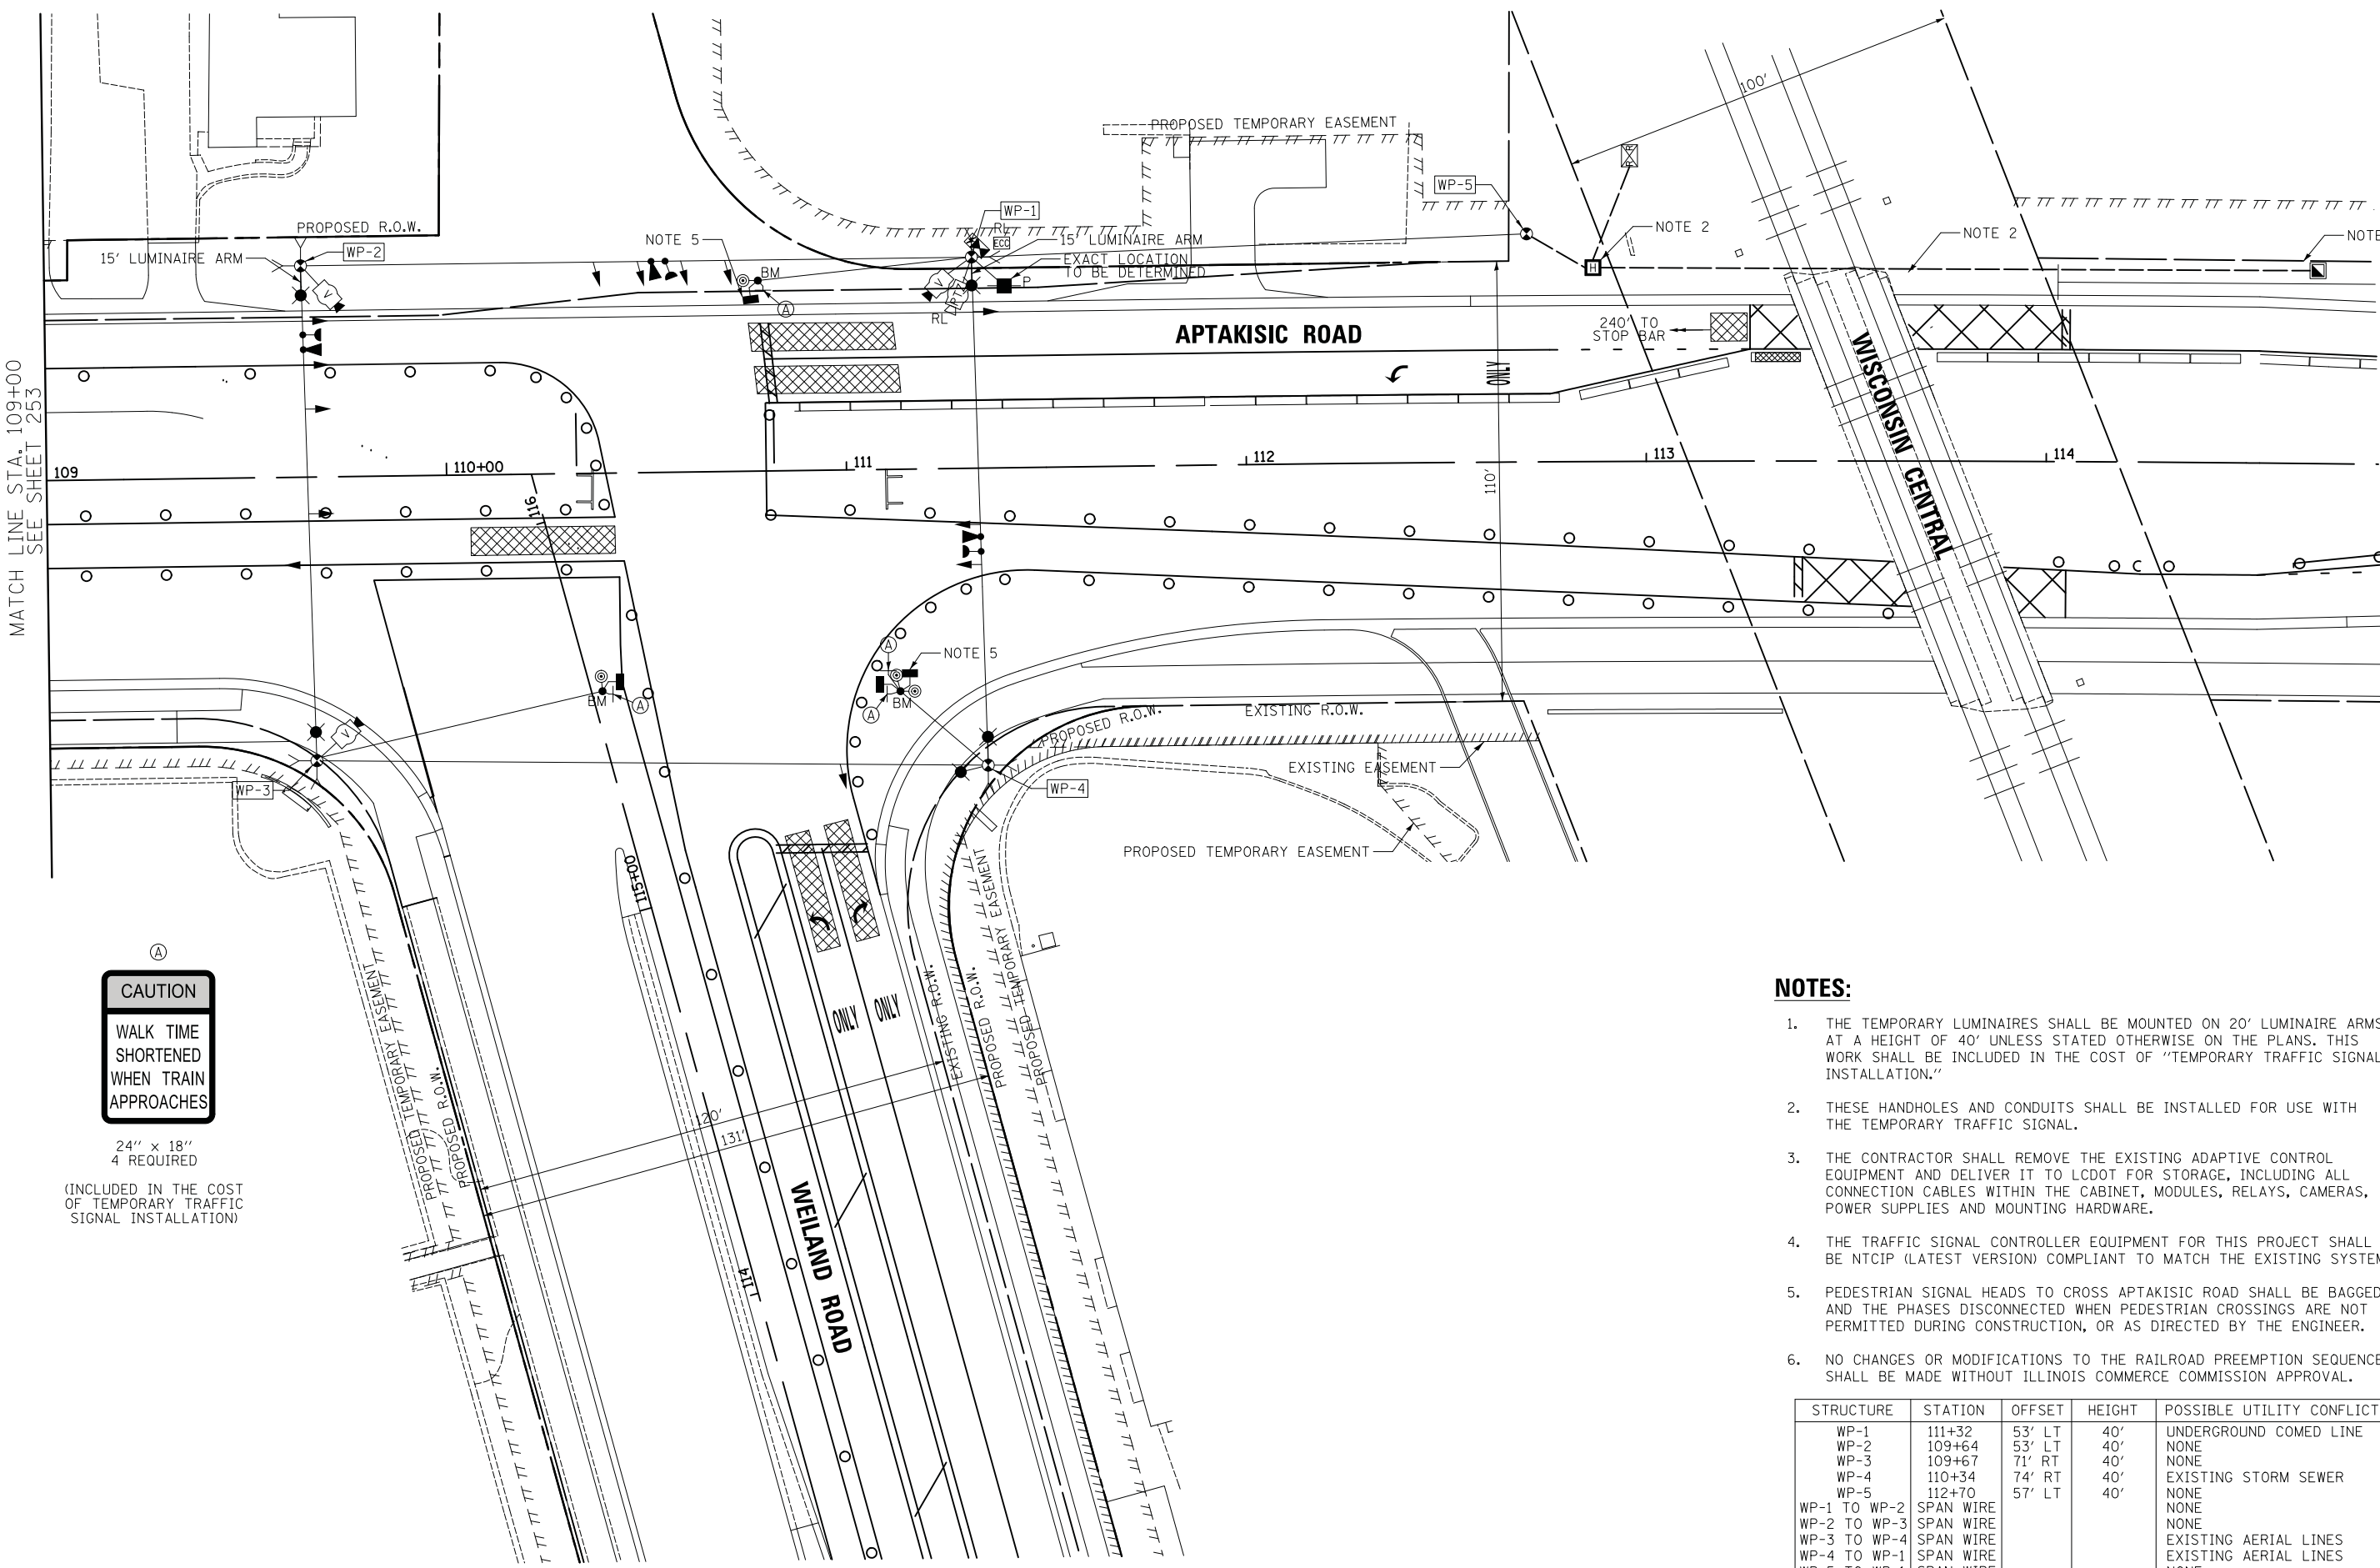 MATCH LINE STA. 109+00
SEE SHEET 253
PROPOSED R.O.W.
15' LUMINAIRE ARM
WP-2
NOTE 5
BM
A
WP-1
RL
ECC
15' LUMINAIRE ARM
EXACT LOCATION
TO BE DETERMINED
P
V
V
PTZ
RL
PROPOSED TEMPORARY EASEMENT
WP-5
NOTE 2
H
NOTE 2
NOTE
100'
APTAKISIC ROAD
240' TO
STOP BAR
ONLY
WISCONSIN CENTRAL
109
110+00
111
112
113
114
116
110'
NOTE 5
A
A
BM
BM
A
V
WP-3
WP-4
PROPOSED R.O.W.
EXISTING R.O.W.
EXISTING EASEMENT
PROPOSED TEMPORARY EASEMENT
115+00
ONLY
ONLY
EXISTING R.O.W.
PROPOSED R.O.W.
PROPOSED TEMPORARY EASEMENT
PROPOSED TEMPORARY EASEMENT
PROPOSED TEMPORARY EASEMENT
PROPOSED R.O.W.
120'
131'
114
WEILAND ROAD
A
CAUTION
WALK TIME
SHORTENED
WHEN TRAIN
APPROACHES
24" x 18"
4 REQUIRED
(INCLUDED IN THE COST
OF TEMPORARY TRAFFIC
SIGNAL INSTALLATION)
NOTES:
1. THE TEMPORARY LUMINAIRES SHALL BE MOUNTED ON 20' LUMINAIRE ARMS
AT A HEIGHT OF 40' UNLESS STATED OTHERWISE ON THE PLANS. THIS
WORK SHALL BE INCLUDED IN THE COST OF "TEMPORARY TRAFFIC SIGNAL
INSTALLATION."
2. THESE HANDHOLES AND CONDUITS SHALL BE INSTALLED FOR USE WITH
THE TEMPORARY TRAFFIC SIGNAL.
3. THE CONTRACTOR SHALL REMOVE THE EXISTING ADAPTIVE CONTROL
EQUIPMENT AND DELIVER IT TO LCDOT FOR STORAGE, INCLUDING ALL
CONNECTION CABLES WITHIN THE CABINET, MODULES, RELAYS, CAMERAS,
POWER SUPPLIES AND MOUNTING HARDWARE.
4. THE TRAFFIC SIGNAL CONTROLLER EQUIPMENT FOR THIS PROJECT SHALL
BE NTCIP (LATEST VERSION) COMPLIANT TO MATCH THE EXISTING SYSTEM
5. PEDESTRIAN SIGNAL HEADS TO CROSS APTAKISIC ROAD SHALL BE BAGGED
AND THE PHASES DISCONNECTED WHEN PEDESTRIAN CROSSINGS ARE NOT
PERMITTED DURING CONSTRUCTION, OR AS DIRECTED BY THE ENGINEER.
6. NO CHANGES OR MODIFICATIONS TO THE RAILROAD PREEMPTION SEQUENCE
SHALL BE MADE WITHOUT ILLINOIS COMMERCE COMMISSION APPROVAL.
STRUCTURE STATION OFFSET HEIGHT POSSIBLE UTILITY CONFLICT
WP-1 111+32 53' LT 40' UNDERGROUND COMED LINE
WP-2 109+64 53' LT 40' NONE
WP-3 109+67 71' RT 40' NONE
WP-4 110+34 74' RT 40' EXISTING STORM SEWER
WP-5 112+70 57' LT 40' NONE
WP-1 TO WP-2 SPAN WIRE NONE
WP-2 TO WP-3 SPAN WIRE NONE
WP-3 TO WP-4 SPAN WIRE EXISTING AERIAL LINES
WP-4 TO WP-1 SPAN WIRE EXISTING AERIAL LINES